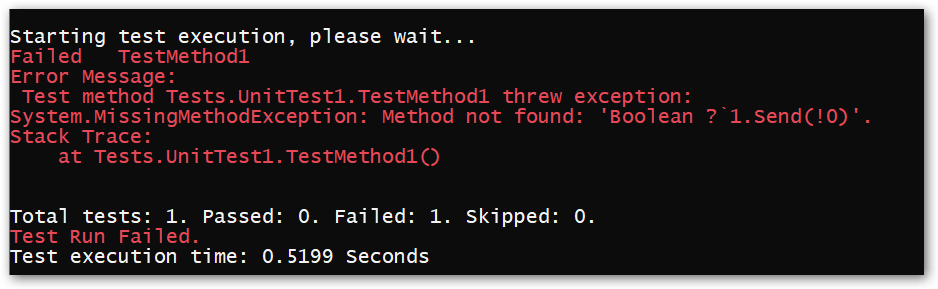 Starting test execution, please wait...
Failed   TestMethod1
Error Message:
 Test method Tests.UnitTest1.TestMethod1 threw exception:
System.MissingMethodException: Method not found: 'Boolean ?`1.Send(!0)'.
Stack Trace:
    at Tests.UnitTest1.TestMethod1()
Total tests: 1. Passed: 0. Failed: 1. Skipped: 0.
Test Run Failed.
Test execution time: 0.5199 Seconds